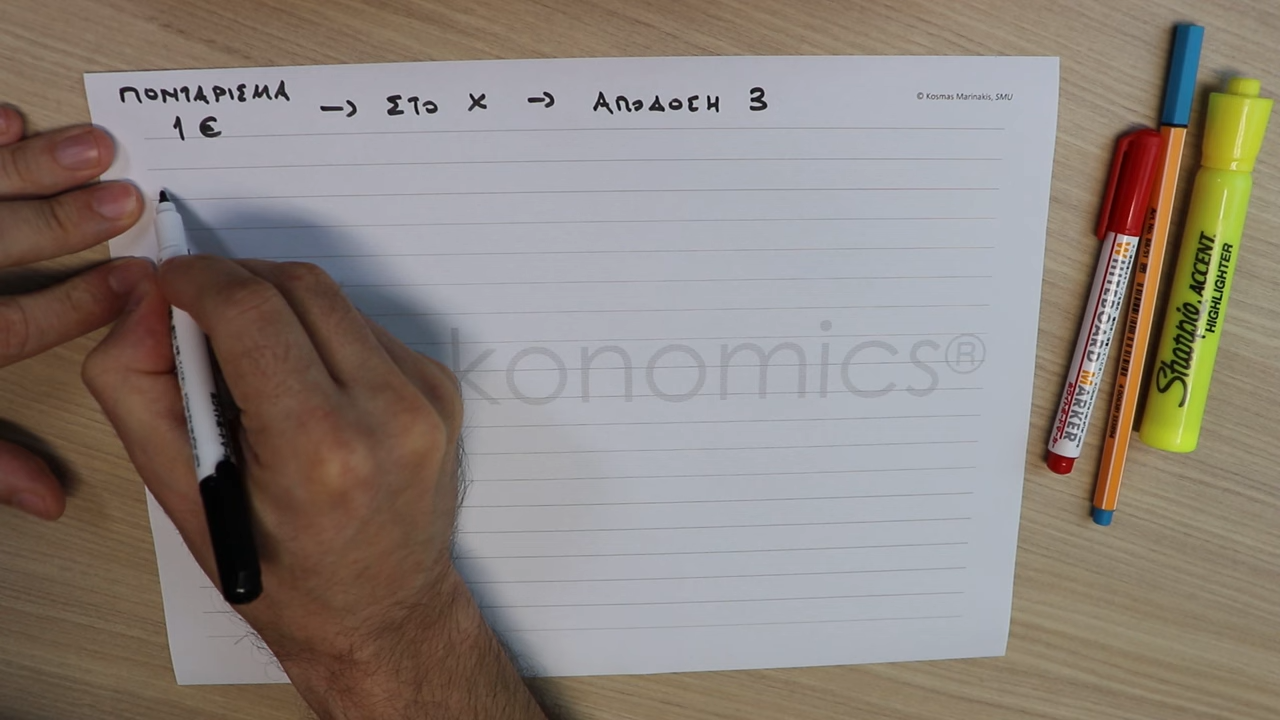 ΠΟΝΤΑΡΙΣΜΑ → ΣΤΟ Χ → ΑΠΟΔΟΣΗ 3
1 €
© Kosmas Marinakis, SMU
konomics®
WHITEBOARD MARKER
Sharpie. ACCENT.
HIGHLIGHTER